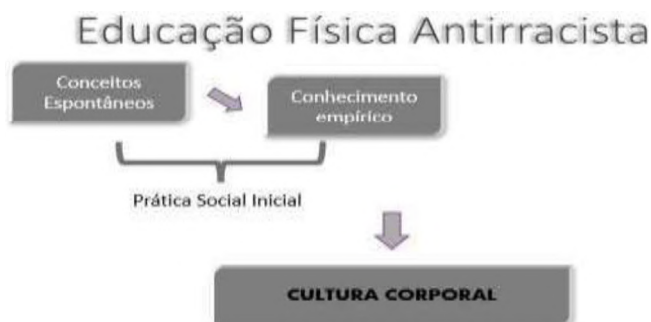 Educação Física Antirracista
Conceitos
Espontâneos
Conhecimento
empírico
Prática Social Inicial
CULTURA CORPORAL